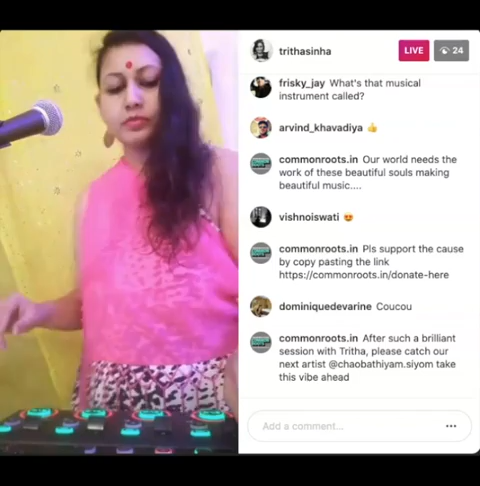 trithasinha
LIVE
24
frisky_jay What's that musical
instrument called?
arvind_khavadiya 👍
commonroots.in Our world needs the
work of these beautiful souls making
beautiful music....
vishnoiswati 😍
commonroots.in Pls support the cause
by copy pasting the link
https://commonroots.in/donate-here
dominiquedevarine Coucou
commonroots.in After such a brilliant
session with Tritha, please catch our
next artist @chaobathiyam.siyom take
this vibe ahead
Add a comment...